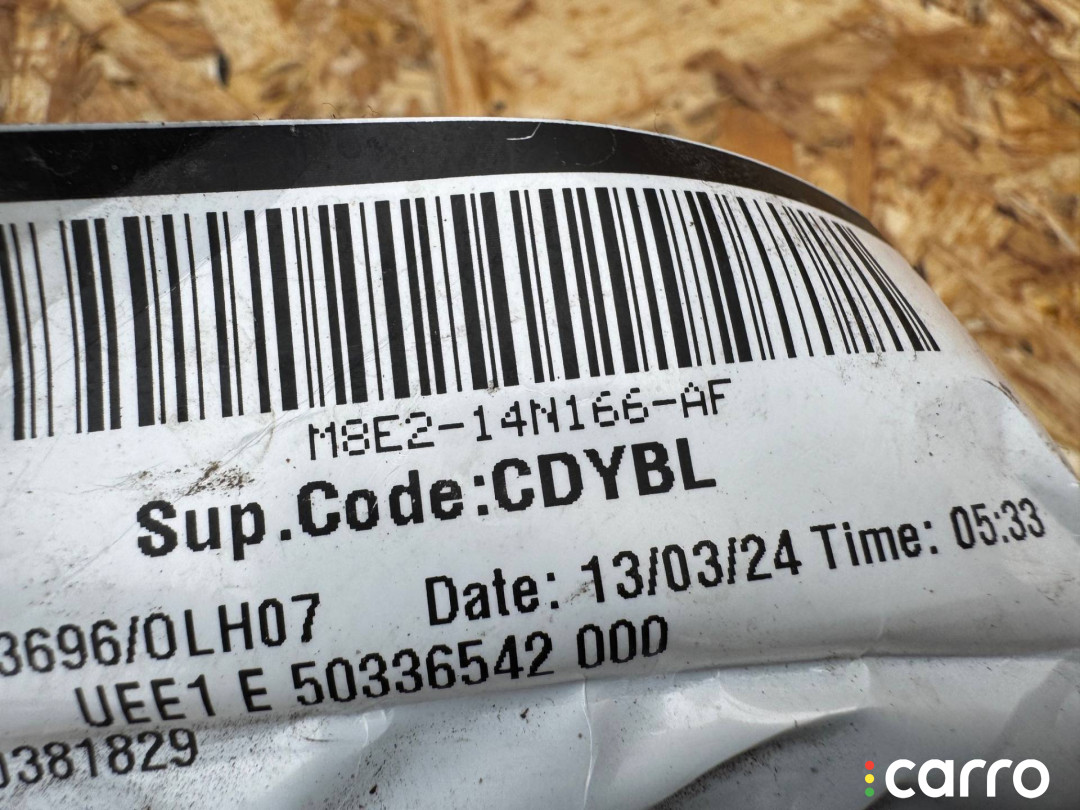 M8E2-14N166-AF
Sup.Code:CDYBL
3696/0LH07 Date: 13/03/24 Time: 05:33
UEE1 E 50336542 000
0381829
carro